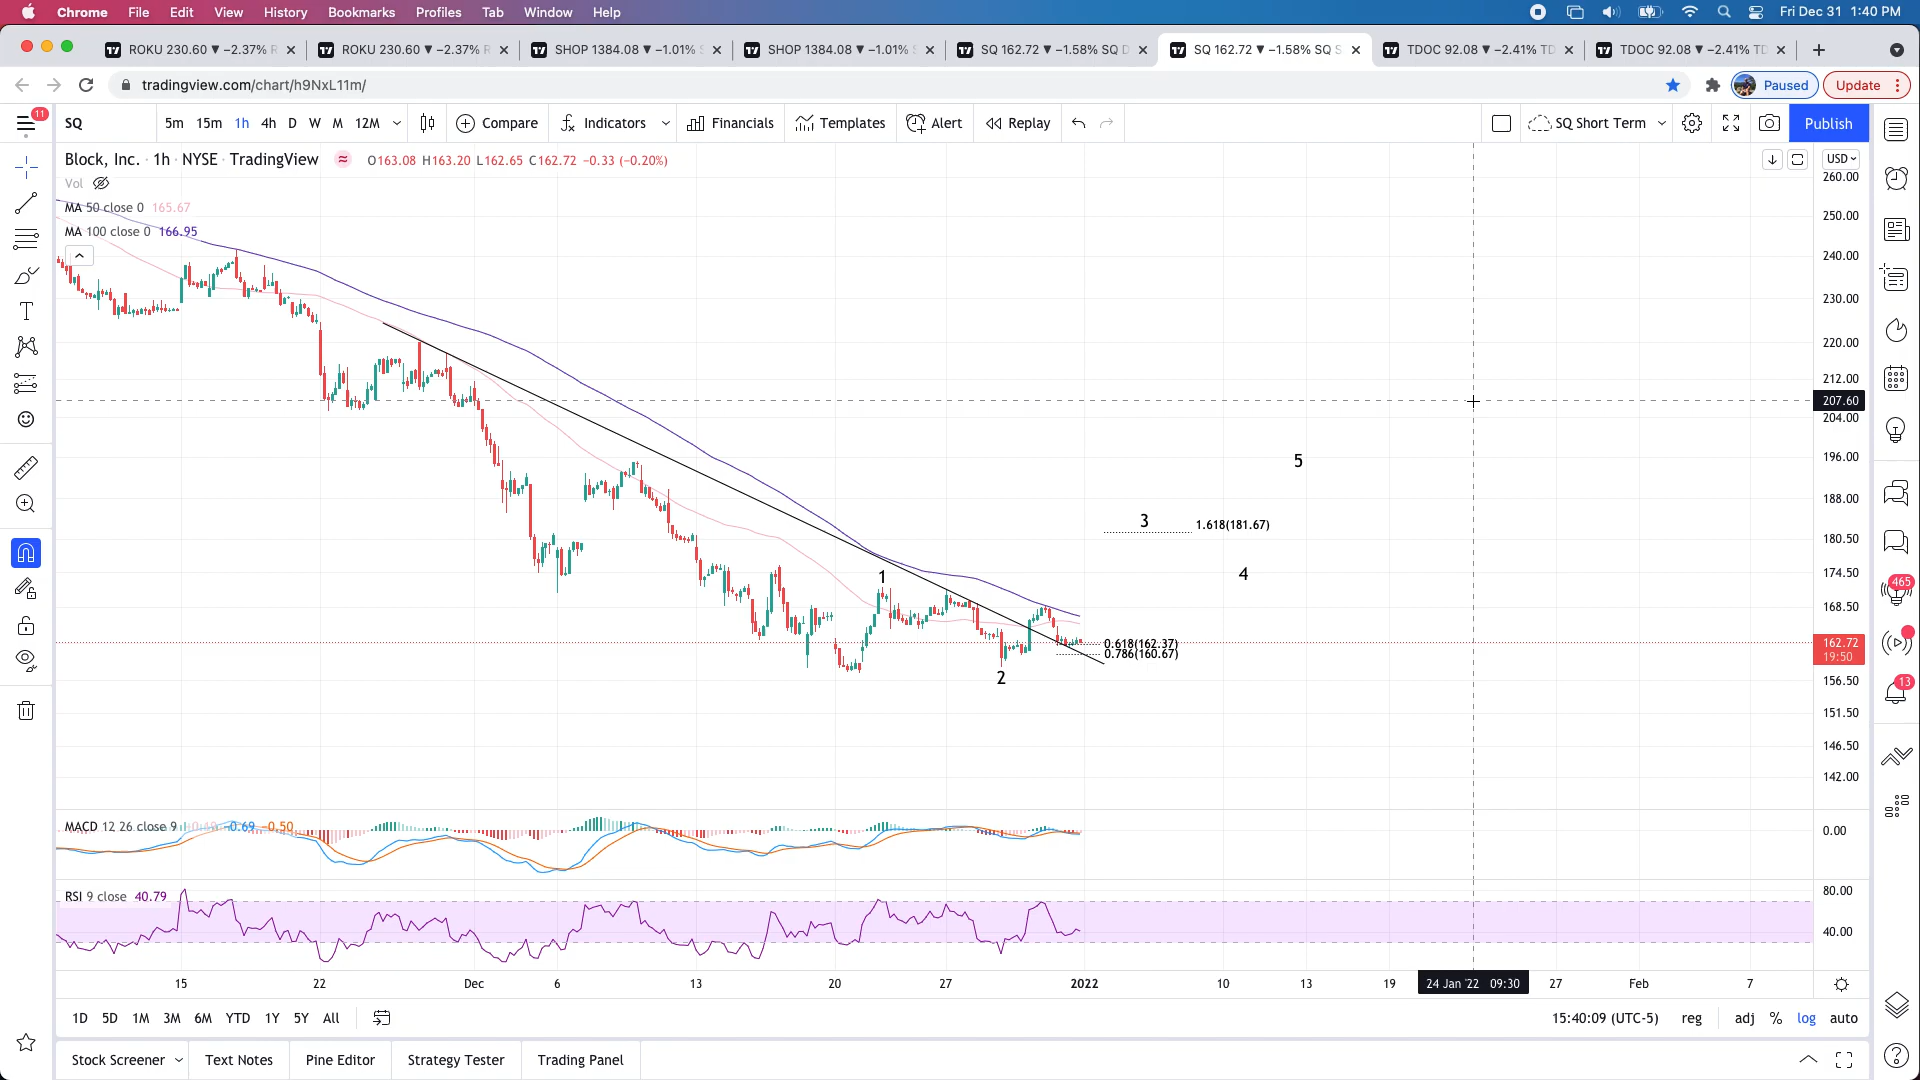 Chrome File Edit View History Bookmarks Profiles Tab Window Help Fri Dec 31 1:40 PM
ROKU 230.60 ▼ −2.37% R ROKU 230.60 ▼ −2.37% R SHOP 1384.08 ▼ −1.01% S SHOP 1384.08 ▼ −1.01% S SQ 162.72 ▼ −1.58% SQ D SQ 162.72 ▼ −1.58% SQ S TDOC 92.08 ▼ −2.41% TD TDOC 92.08 ▼ −2.41% TD
tradingview.com/chart/h9NxL11m/ Paused Update
11
SQ 5m 15m 1h 4h D W M 12M Compare Indicators Financials Templates Alert Replay SQ Short Term Publish
Block, Inc. · 1h · NYSE · TradingView O163.08 H163.20 L162.65 C162.72 −0.33 (−0.20%) USD
Vol
MA 50 close 0 165.67
MA 100 close 0 166.95
260.00
250.00
240.00
230.00
220.00
212.00
207.60
204.00
196.00
188.00
180.50
174.50
168.50
162.72
19:50
156.50
151.50
146.50
142.00
5
3 1.618(181.67)
1 4
0.618(162.37)
0.786(160.67)
2
465
13
MACD 12 26 close 9 −0.69 −0.50 0.00
RSI 9 close 40.79 80.00
40.00
15 22 Dec 6 13 20 27 2022 10 13 19 24 Jan '22 09:30 27 Feb 7
1D 5D 1M 3M 6M YTD 1Y 5Y All 15:40:09 (UTC-5) reg adj % log auto
Stock Screener Text Notes Pine Editor Strategy Tester Trading Panel